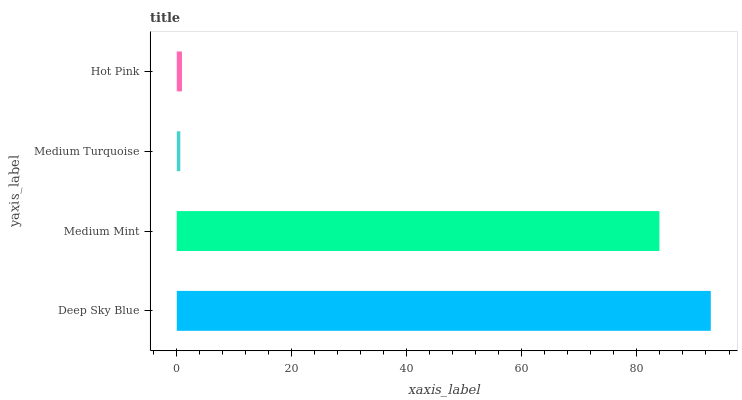 title
Hot Pink
Medium Turquoise
Medium Mint
Deep Sky Blue
yaxis_label
0 20 40 60 80
xaxis_label